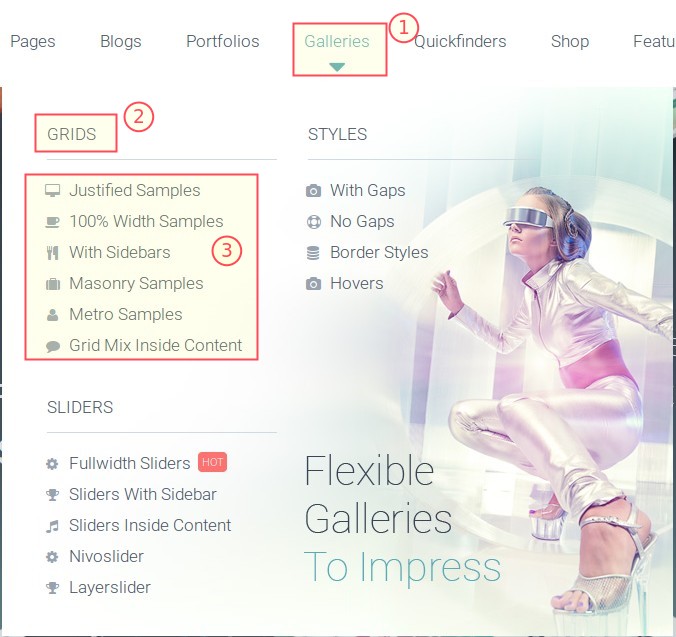 Pages Blogs Portfolios Galleries Quickfinders Shop Featu
1
2
GRIDS
Justified Samples
100% Width Samples
With Sidebars
3
Masonry Samples
Metro Samples
Grid Mix Inside Content
SLIDERS
Fullwidth Sliders HOT
Sliders With Sidebar
Sliders Inside Content
Nivoslider
Layerslider
STYLES
With Gaps
No Gaps
Border Styles
Hovers
Flexible
Galleries
To Impress